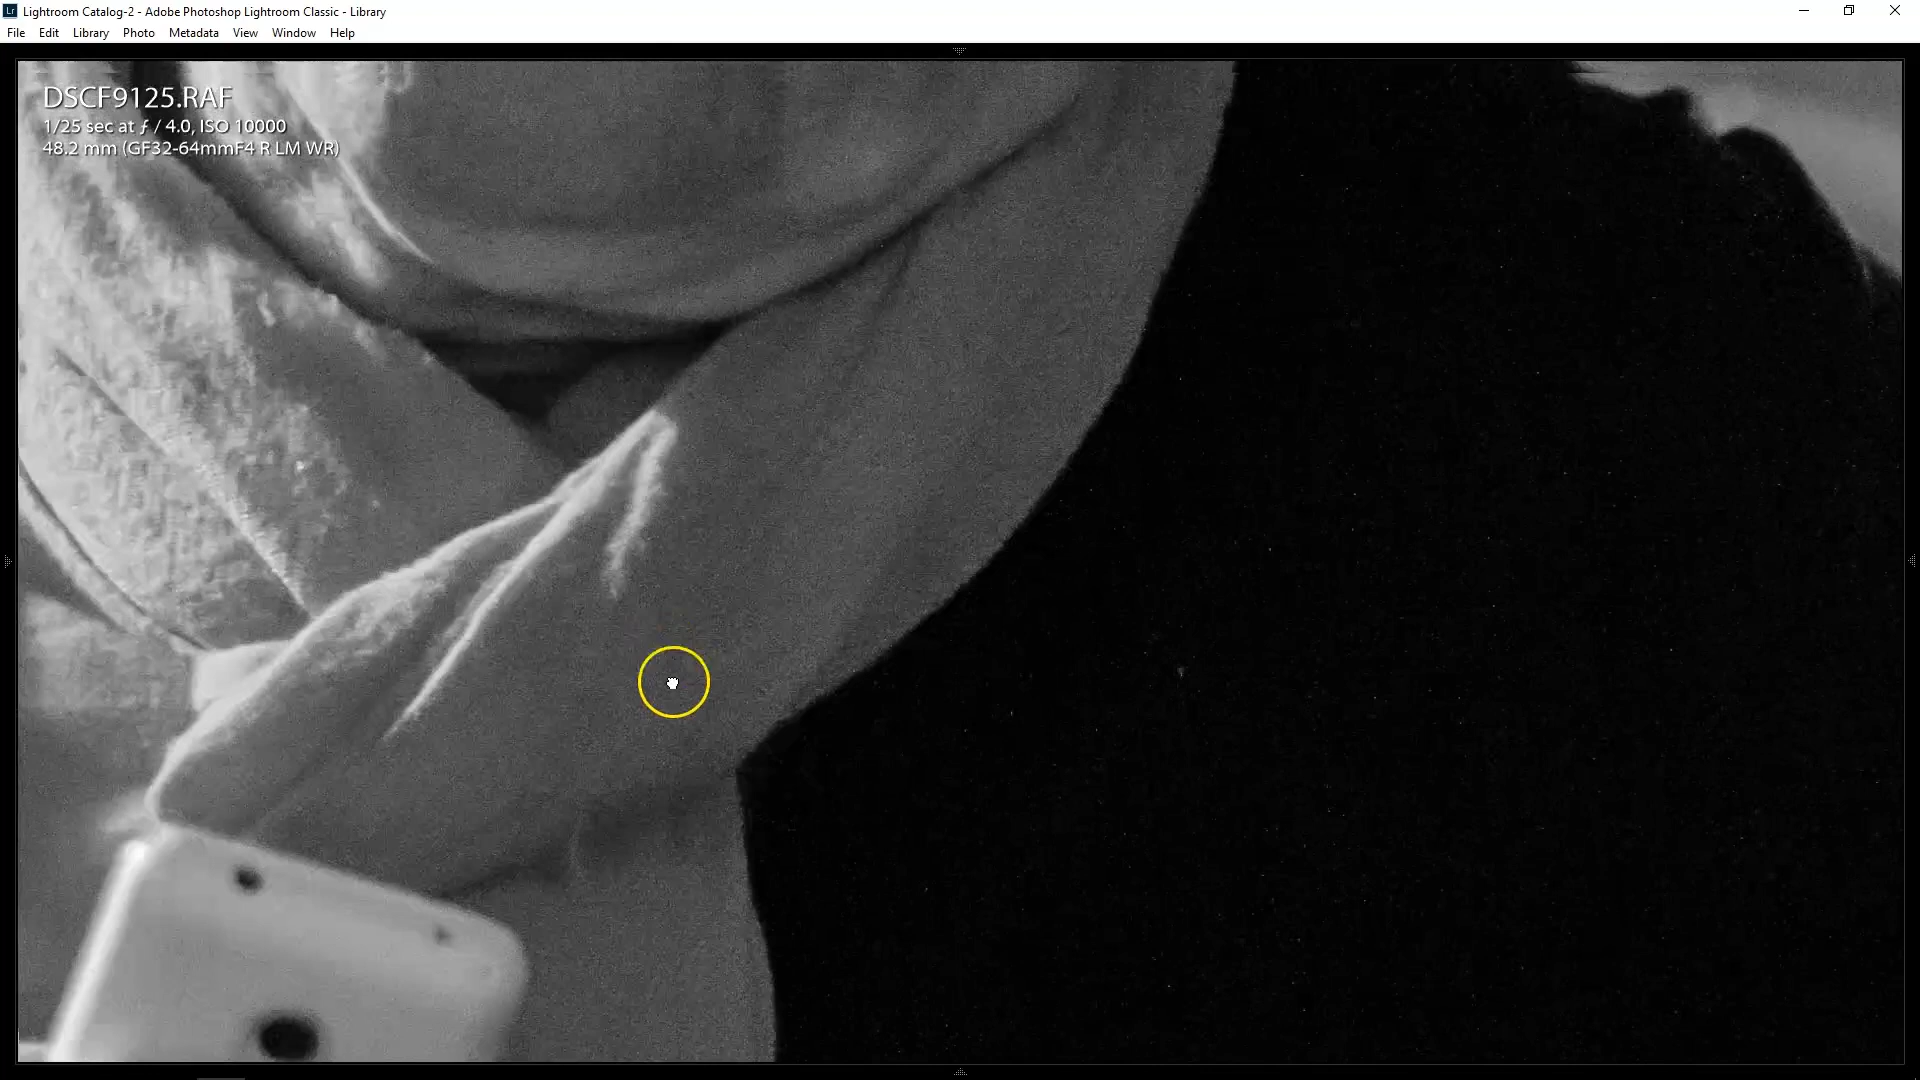 Lr Lightroom Catalog-2 - Adobe Photoshop Lightroom Classic - Library
File Edit Library Photo Metadata View Window Help
DSCF9125.RAF
1/25 sec at ƒ / 4.0, ISO 10000
48.2 mm (GF32-64mmF4 R LM WR)